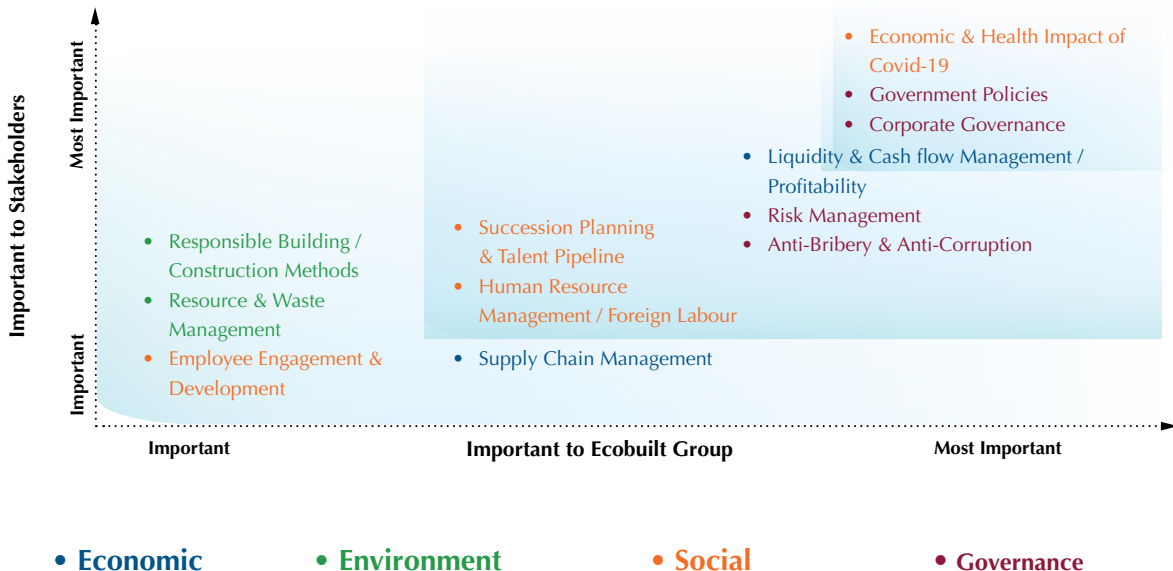 Important to Stakeholders
Most Important
Important
• Economic & Health Impact of
Covid-19
• Government Policies
• Corporate Governance
• Liquidity & Cash flow Management /
Profitability
• Risk Management
• Anti-Bribery & Anti-Corruption
• Succession Planning
& Talent Pipeline
• Human Resource
Management / Foreign Labour
• Supply Chain Management
• Responsible Building /
Construction Methods
• Resource & Waste
Management
• Employee Engagement &
Development
Important
Important to Ecobuilt Group
Most Important
• Economic
• Environment
• Social
• Governance